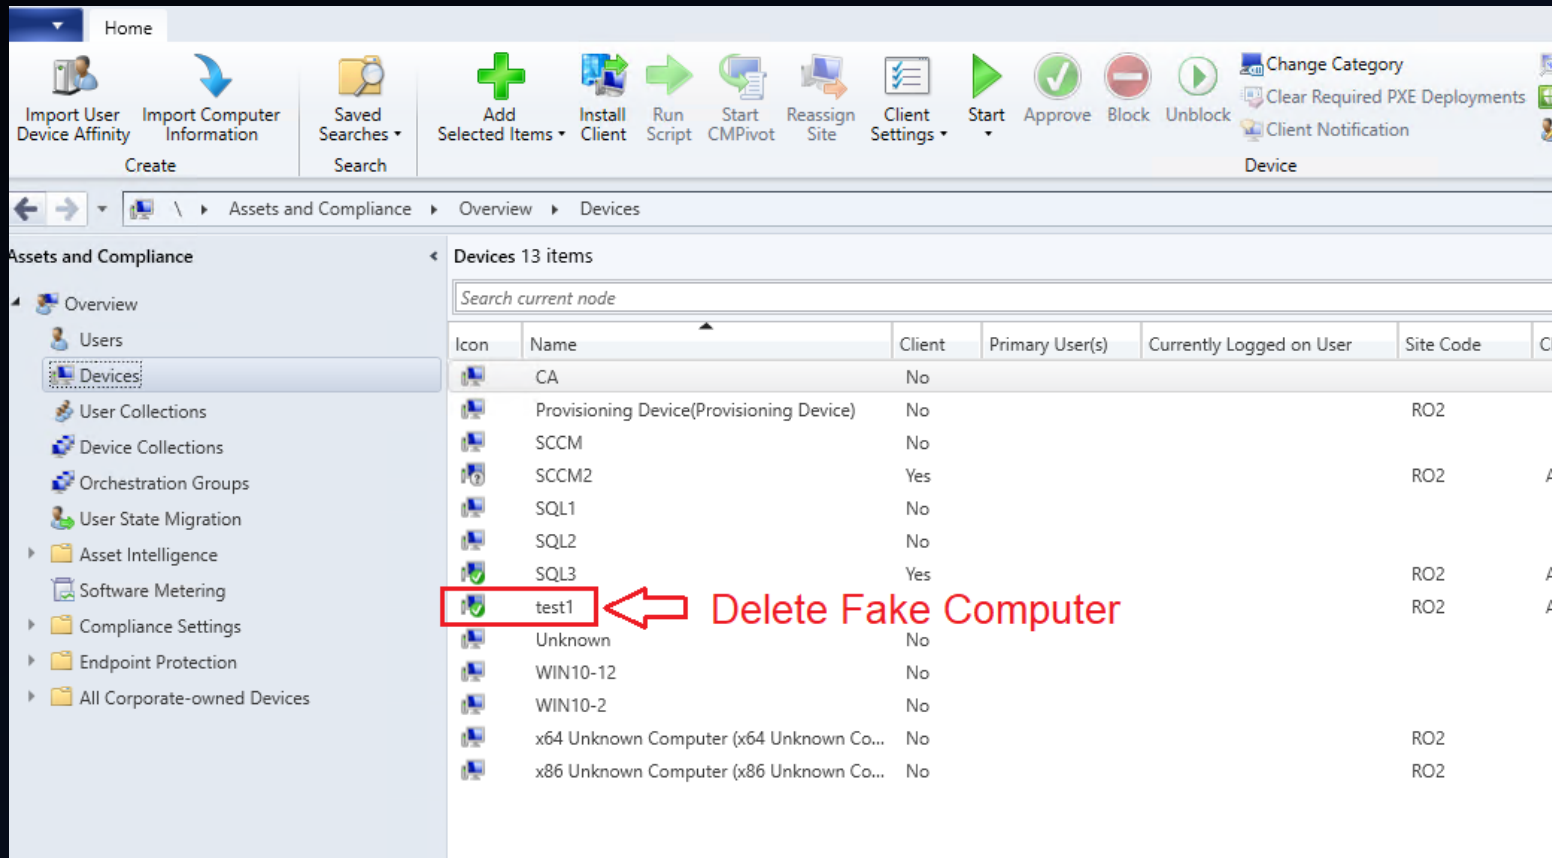 Home
Import User
Device Affinity
Import Computer
Information
Saved
Searches
Add
Selected Items
Install
Client
Run
Script
Start
CMPivot
Reassign
Site
Client
Settings
Start
Approve
Block
Unblock
Change Category
Clear Required PXE Deployments
Client Notification
Create
Search
Device
\ Assets and Compliance Overview Devices
Assets and Compliance
Overview
Users
Devices
User Collections
Device Collections
Orchestration Groups
User State Migration
Asset Intelligence
Software Metering
Compliance Settings
Endpoint Protection
All Corporate-owned Devices
Devices 13 items
Search current node
Icon Name Client Primary User(s) Currently Logged on User Site Code
CA No
Provisioning Device(Provisioning Device) No RO2
SCCM No
SCCM2 Yes RO2
SQL1 No
SQL2 No
SQL3 Yes RO2
test1 Delete Fake Computer RO2
Unknown No
WIN10-12 No
WIN10-2 No
x64 Unknown Computer (x64 Unknown Co... No RO2
x86 Unknown Computer (x86 Unknown Co... No RO2